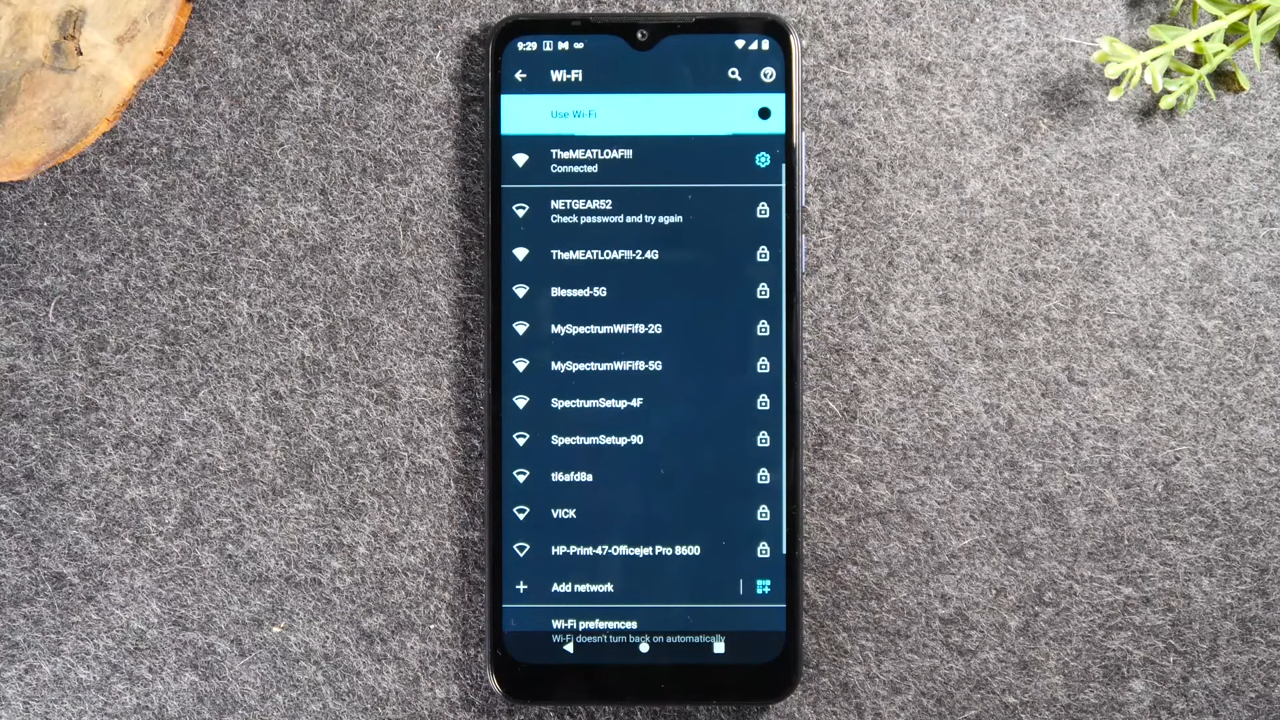 9:29
Wi-Fi
Use Wi-Fi
TheMEATLOAF!!!
Connected
NETGEAR52
Check password and try again
TheMEATLOAF!!!-2.4G
Blessed-5G
MySpectrumWiFif8-2G
MySpectrumWiFif8-5G
SpectrumSetup-4F
SpectrumSetup-90
tl6afd8a
VICK
HP-Print-47-Officejet Pro 8600
Add network
Wi-Fi preferences
Wi-Fi doesn't turn back on automatically